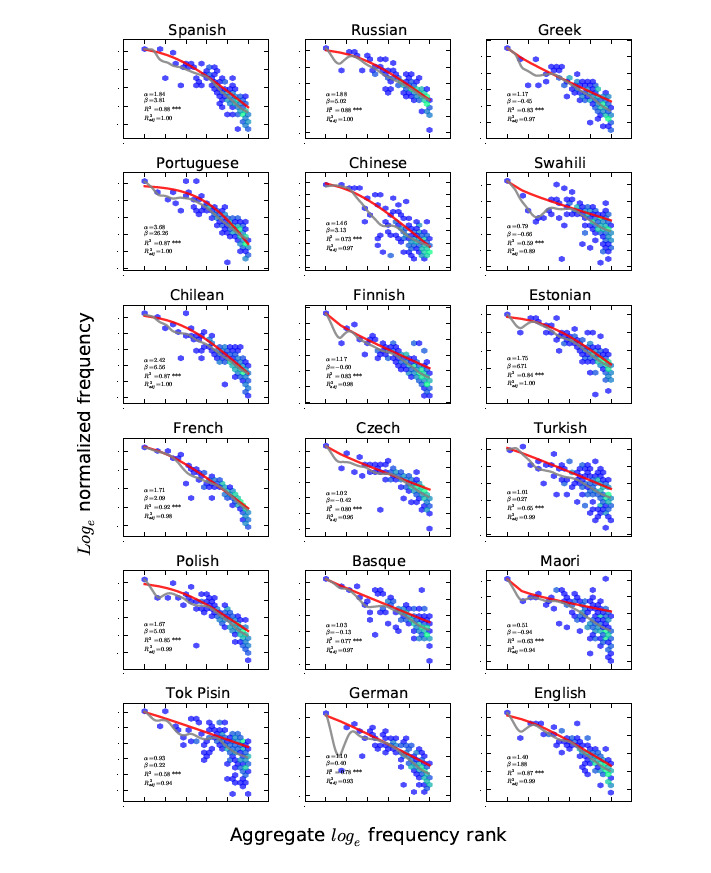 Spanish
α=1.84
β=3.81
R²=0.88 ***
R²adj=1.00
Russian
α=1.88
β=5.02
R²=0.88 ***
R²adj=1.00
Greek
α=1.17
β=−0.45
R²=0.83 ***
R²adj=0.97
Portuguese
α=3.68
β=26.26
R²=0.87 ***
R²adj=1.00
Chinese
α=1.46
β=3.13
R²=0.73 ***
R²adj=0.97
Swahili
α=0.79
β=−0.66
R²=0.59 ***
R²adj=0.89
Chilean
α=2.42
β=6.56
R²=0.87 ***
R²adj=1.00
Finnish
α=1.17
β=−0.60
R²=0.83 ***
R²adj=0.98
Estonian
α=1.75
β=6.71
R²=0.84 ***
R²adj=1.00
French
α=1.71
β=2.09
R²=0.92 ***
R²adj=0.98
Czech
α=1.02
β=−0.42
R²=0.80 ***
R²adj=0.96
Turkish
α=1.01
β=0.27
R²=0.65 ***
R²adj=0.99
Polish
α=1.67
β=5.03
R²=0.85 ***
R²adj=0.99
Basque
α=1.03
β=−0.13
R²=0.77 ***
R²adj=0.97
Maori
α=0.51
β=−0.94
R²=0.63 ***
R²adj=0.94
Tok Pisin
α=0.93
β=0.22
R²=0.58 ***
R²adj=0.94
German
β=0.40
R²=0.78 ***
R²adj=0.93
English
α=1.40
β=1.88
R²=0.87 ***
R²adj=0.99
Logₑ normalized frequency
Aggregate logₑ frequency rank